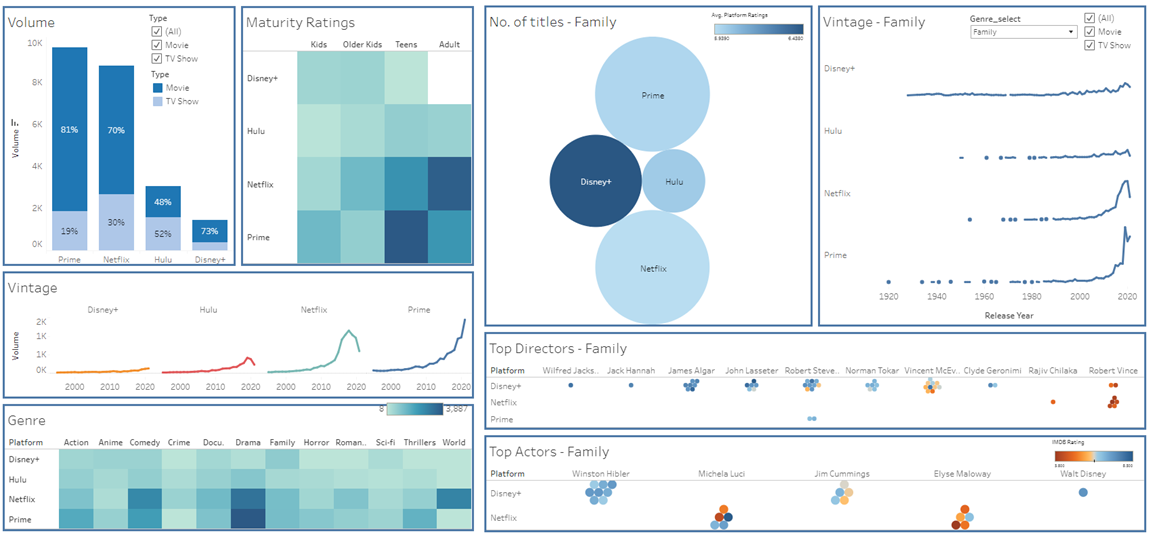 Volume
Type
(All)
Movie
TV Show
Type
Movie
TV Show
10K
8K
6K
4K
2K
0K
Volume
81%
19%
70%
30%
48%
52%
73%
Prime Netflix Hulu Disney+
Maturity Ratings
Kids Older Kids Teens Adult
Disney+
Hulu
Netflix
Prime
Vintage
Disney+ Hulu Netflix Prime
Volume
2K
1K
1K
0K
2000 2010 2020 2000 2010 2020 2000 2010 2020 2000 2010 2020
Genre
8 3,887
Platform Action Anime Comedy Crime Docu. Drama Family Horror Roman.. Sci-fi Thrillers World
Disney+
Hulu
Netflix
Prime
No. of titles - Family
Avg. Platform Ratings
Prime
Disney+
Hulu
Netflix
Vintage - Family
Genre_select
Family
(All)
Movie
TV Show
Disney+
Hulu
Netflix
Prime
1920 1940 1960 1980 2000 2020
Release Year
Top Directors - Family
Platform Wilfred Jacks.. Jack Hannah James Algar John Lasseter Robert Steve.. Norman Tokar Vincent McEv.. Clyde Geronimi Rajiv Chilaka Robert Vince
Disney+
Netflix
Prime
Top Actors - Family
IMDB Rating
Platform Winston Hibler Michela Luci Jim Cummings Elyse Maloway Walt Disney
Disney+
Netflix